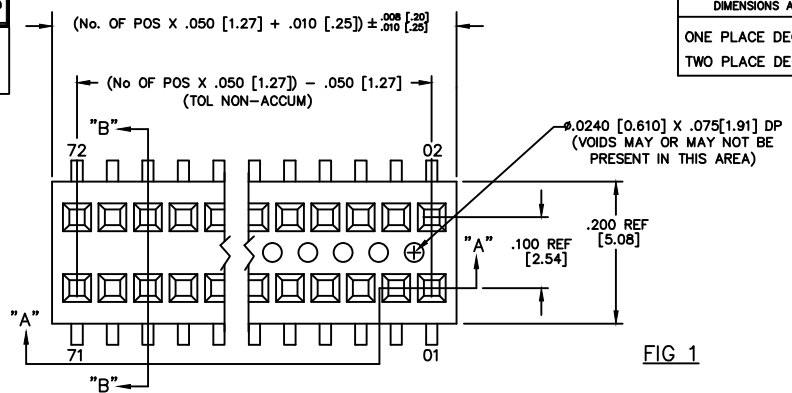 (No. OF POS X .050 [1.27] + .010 [.25]) ± .008 [.20]
.010 [.25]
DIMENSIONS
ONE PLACE
TWO PLACE
(No OF POS X .050 [1.27]) - .050 [1.27]
(TOL NON-ACCUM)
"B"
72
02
ø.0240 [0.610] X .075[1.91] DP
(VOIDS MAY OR MAY NOT BE
PRESENT IN THIS AREA)
"A"
.100 REF
[2.54]
.200 REF
[5.08]
"A"
71
01
"B"
FIG 1